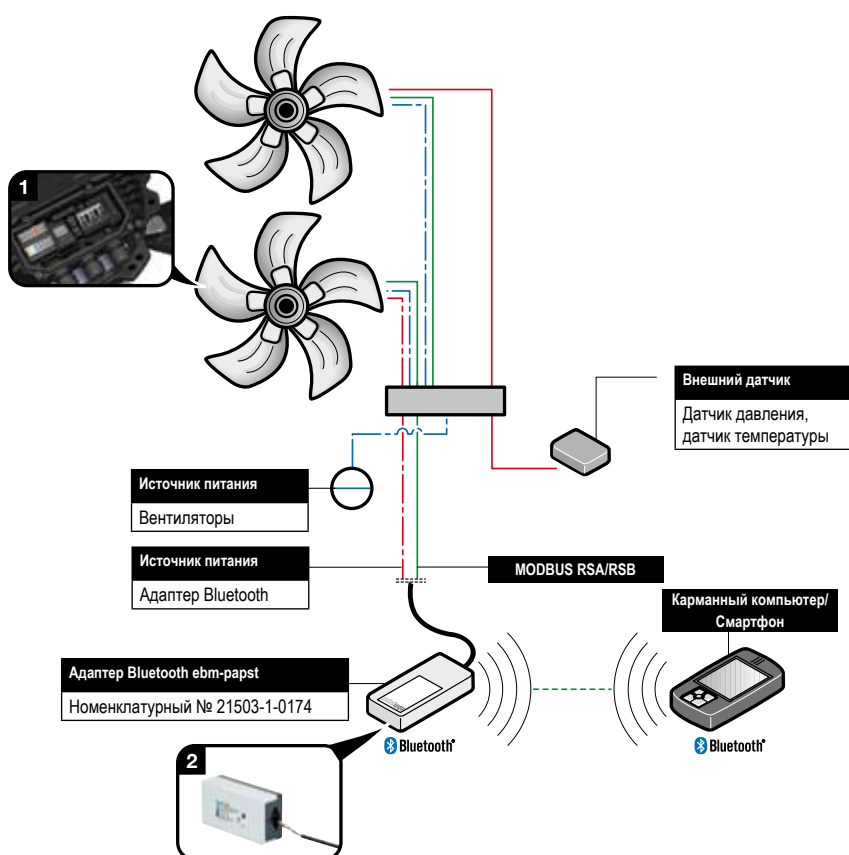 1
Внешний датчик
Датчик давления,
датчик температуры
Источник питания
Вентиляторы
Источник питания
Адаптер Bluetooth
MODBUS RSA/RSB
Карманный компьютер/
Смартфон
Адаптер Bluetooth ebm-papst
Номенклатурный № 21503-1-0174
Bluetooth®
Bluetooth®
2